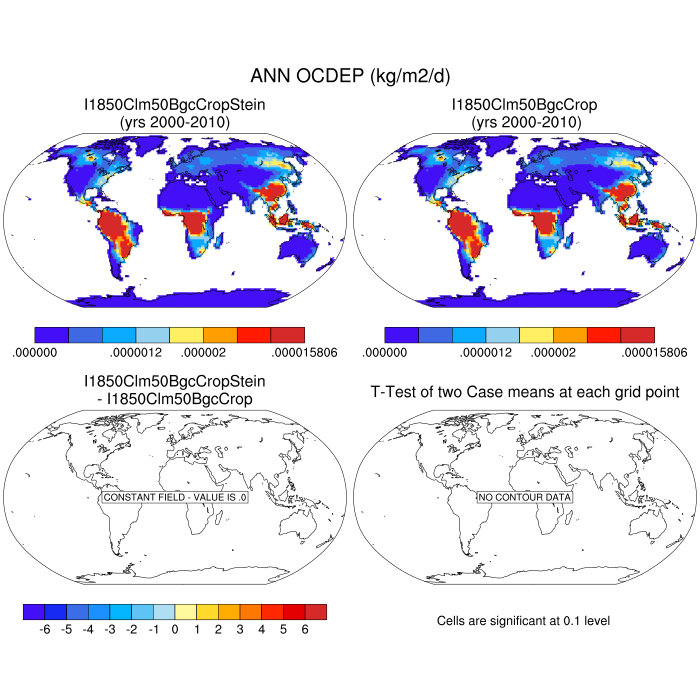 ANN OCDEP (kg/m2/d)
I1850Clm50BgcCropStein
(yrs 2000-2010)
I1850Clm50BgcCrop
(yrs 2000-2010)
.000000 .0000012 .000002 .000015806
.000000 .0000012 .000002 .000015806
I1850Clm50BgcCropStein
- I1850Clm50BgcCrop
T-Test of two Case means at each grid point
CONSTANT FIELD - VALUE IS .0
NO CONTOUR DATA
-6 -5 -4 -3 -2 -1 0 1 2 3 4 5 6
Cells are significant at 0.1 level